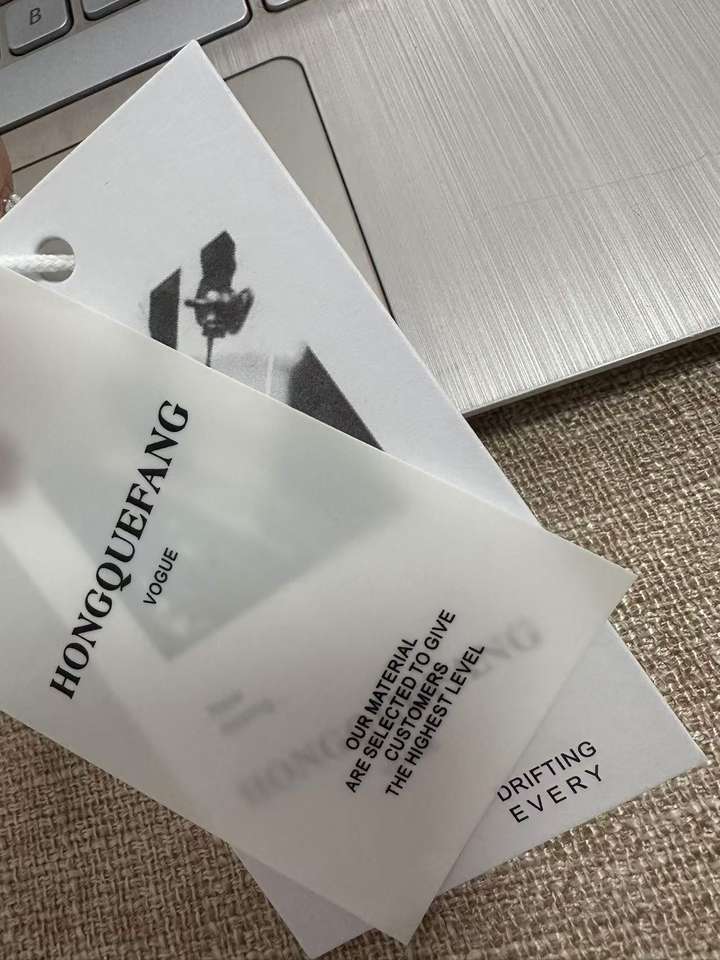 B
HONGQUEFANG
VOGUE
OUR MATERIAL
ARE SELECTED TO GIVE
CUSTOMERS
THE HIGHEST LEVEL
DRIFTING
EVERY